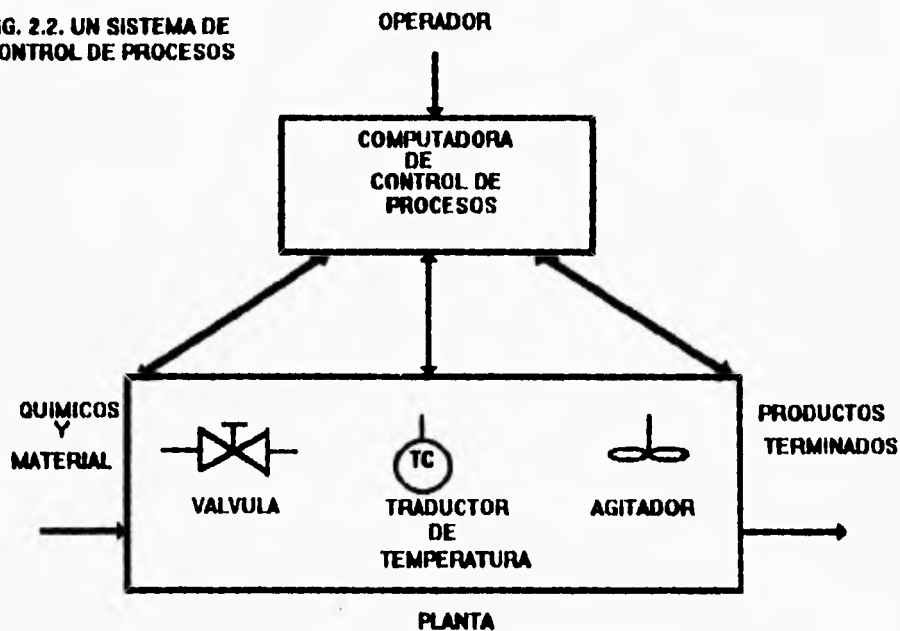 G. 2.2. UN SISTEMA DE
ONTROL DE PROCESOS
OPERADOR
COMPUTADORA
DE
CONTROL DE
PROCESOS
QUIMICOS
Y
MATERIAL
PRODUCTOS
TERMINADOS
TC
VALVULA
TRADUCTOR
DE
TEMPERATURA
AGITADOR
PLANTA